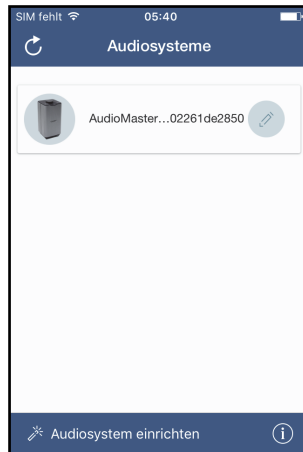 SIM fehlt 05:40
Audiosysteme
AudioMaster…02261de2850
Audiosystem einrichten